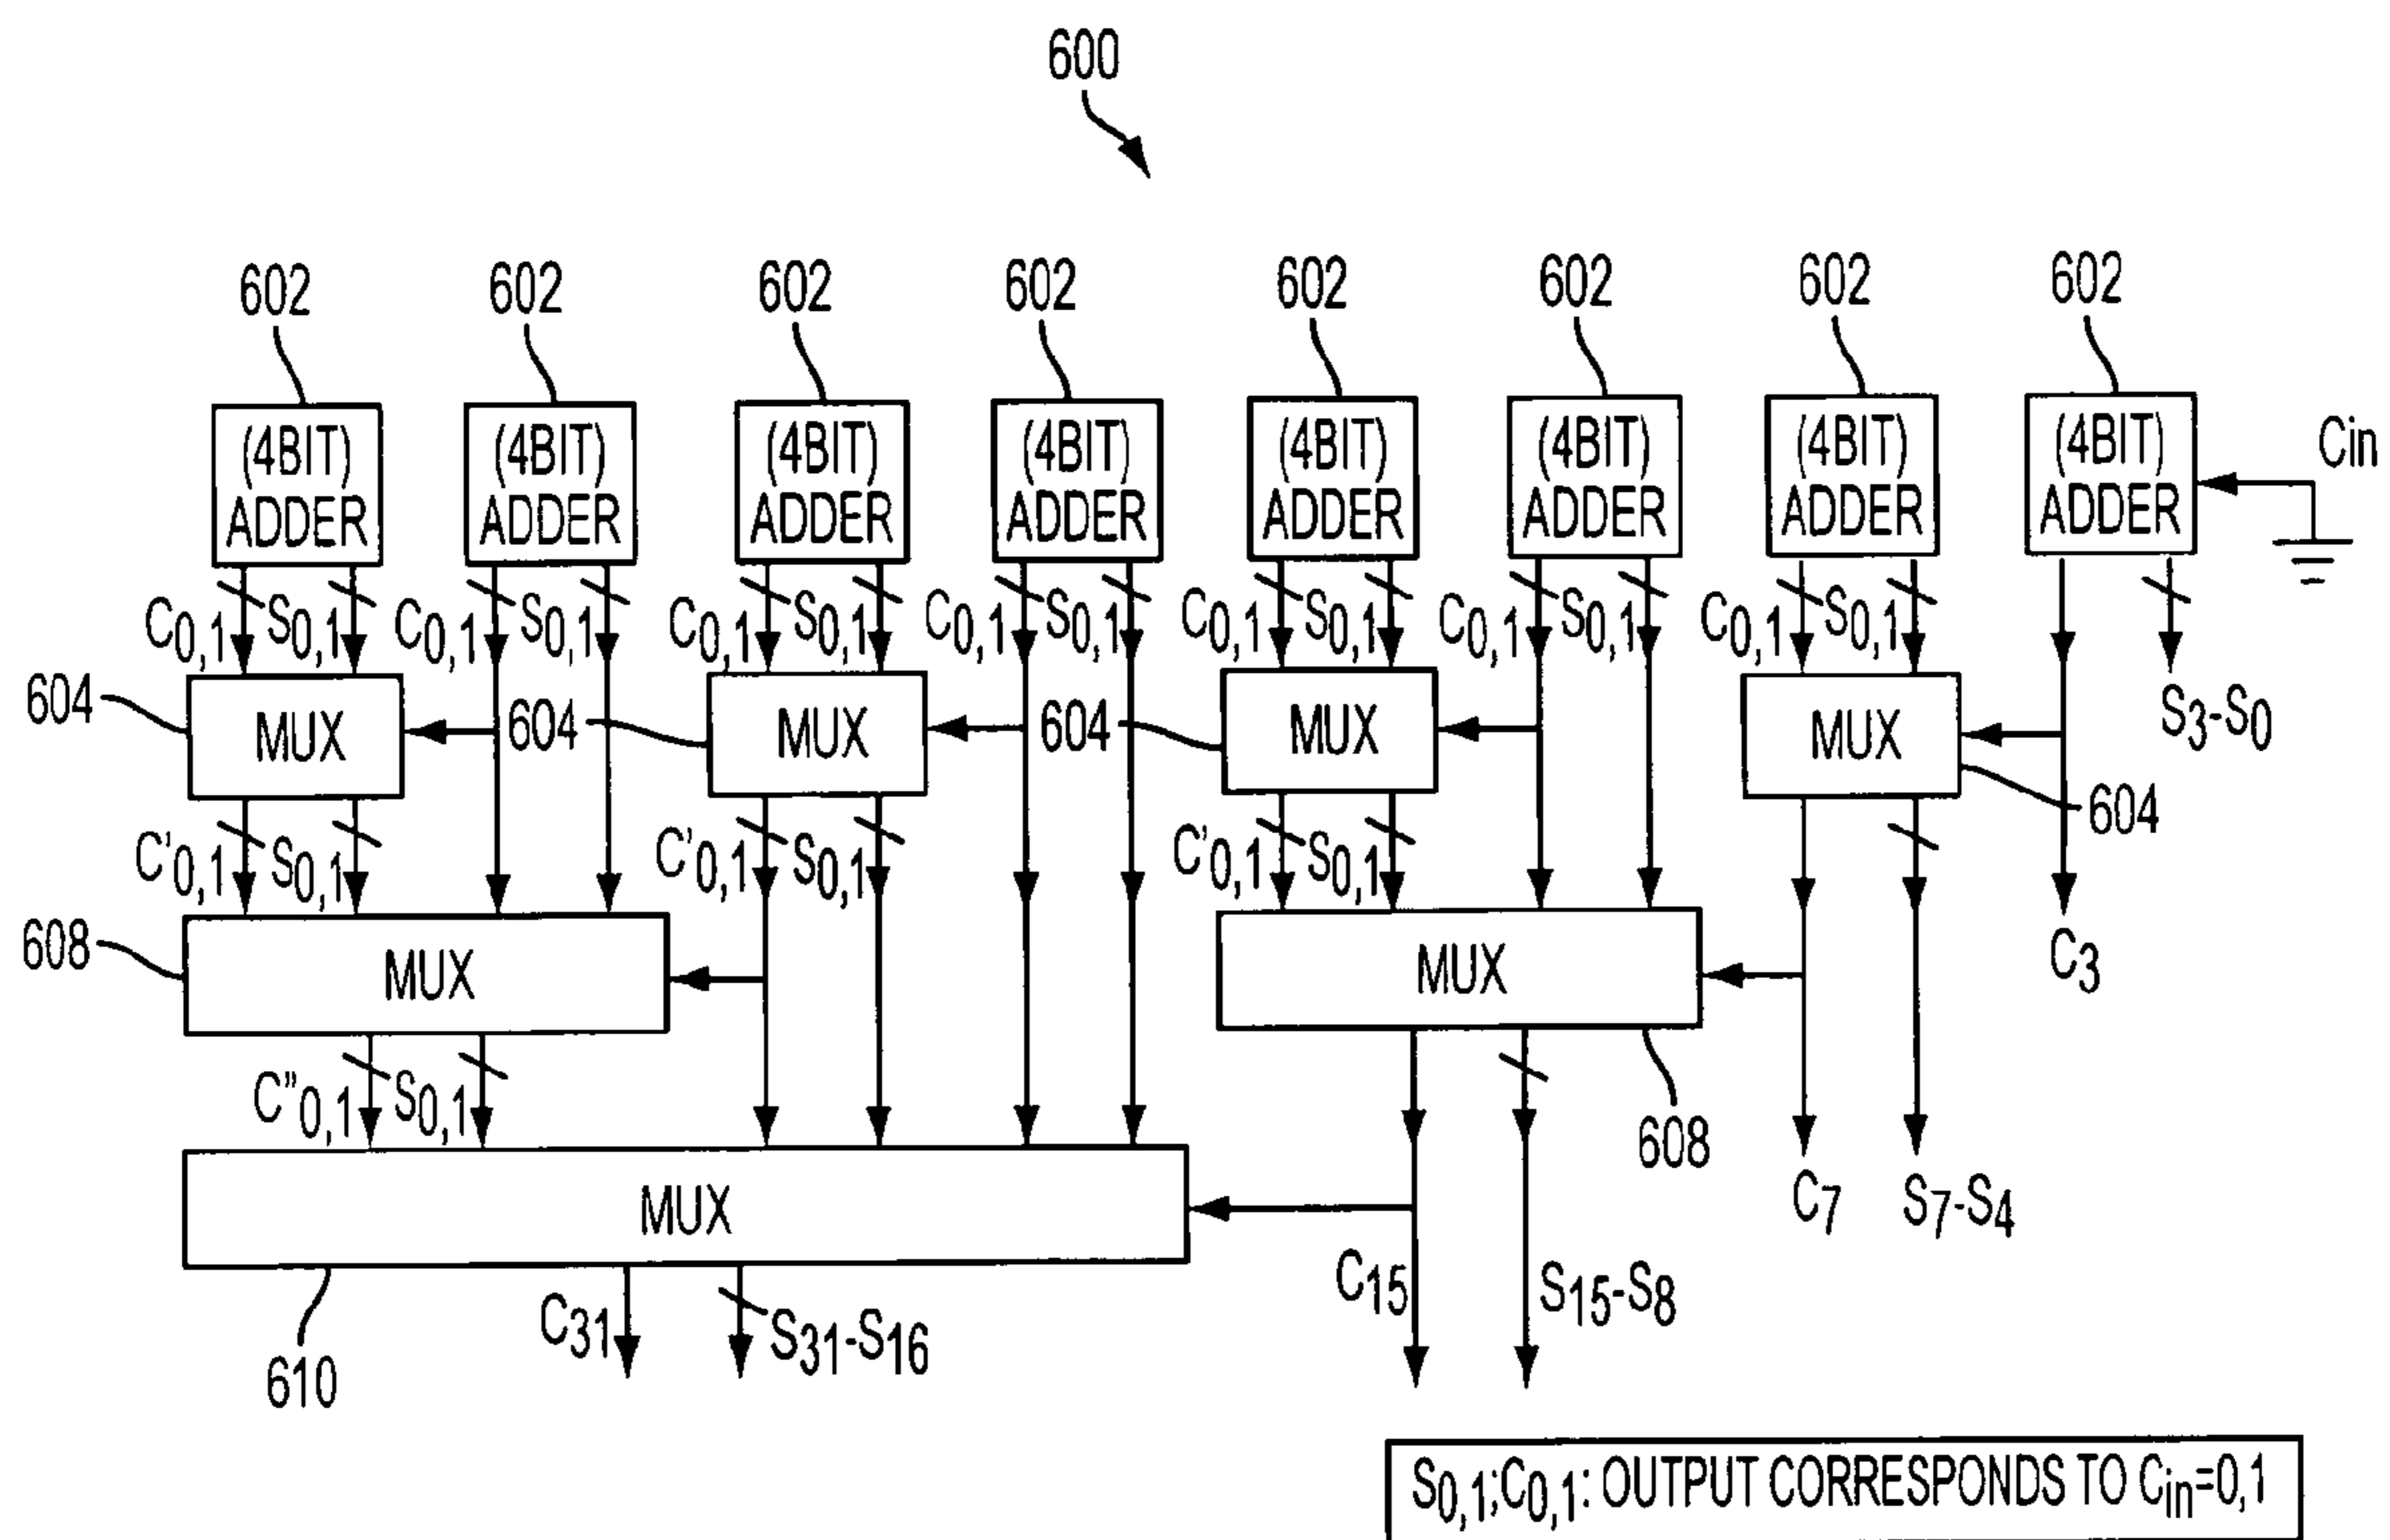 600
602 602 602 602 602 602 602 602
(4BIT) ADDER
(4BIT) ADDER
(4BIT) ADDER
(4BIT) ADDER
(4BIT) ADDER
(4BIT) ADDER
(4BIT) ADDER
(4BIT) ADDER
Cin
C0,1 S0,1 C0,1 S0,1 C0,1 S0,1 C0,1 S0,1 C0,1 S0,1 C0,1 S0,1 C0,1 S0,1
S3-S0
604 MUX 604 MUX 604 MUX MUX 604
C'0,1 S0,1 C'0,1 S0,1 C'0,1 S0,1
C3
608 MUX MUX 608
C"0,1 S0,1
C7 S7-S4
MUX
610
C31 S31-S16 C15 S15-S8
S0,1;C0,1: OUTPUT CORRESPONDS TO Cin=0,1